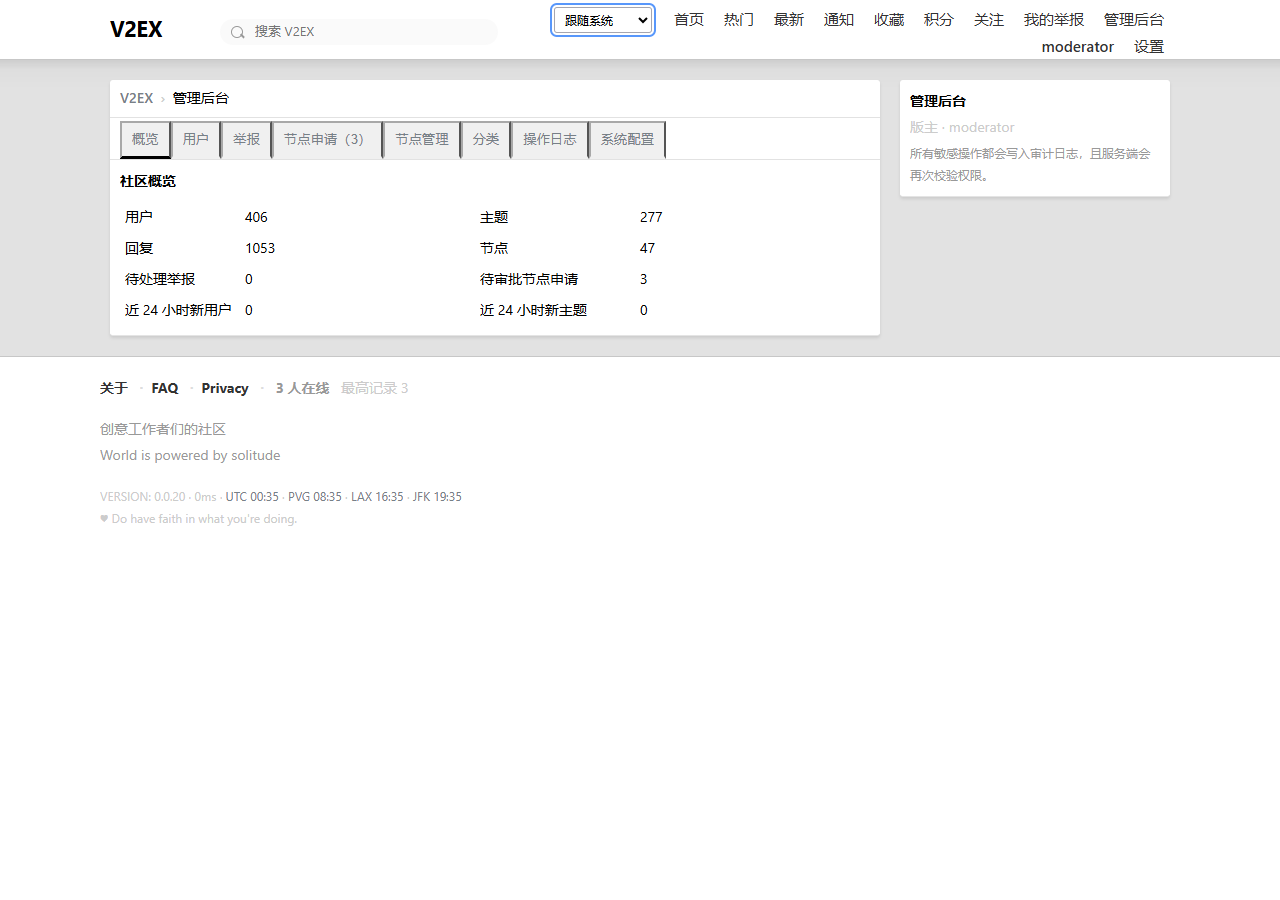 V2EX
搜索 V2EX
跟随系统 首页 热门 最新 通知 收藏 积分 关注 我的举报 管理后台
moderator 设置
V2EX › 管理后台
概览 用户 举报 节点申请（3） 节点管理 分类 操作日志 系统配置
社区概览
用户 406 主题 277
回复 1053 节点 47
待处理举报 0 待审批节点申请 3
近 24 小时新用户 0 近 24 小时新主题 0
管理后台
版主 · moderator
所有敏感操作都会写入审计日志，且服务端会
再次校验权限。
关于 · FAQ · Privacy · 3 人在线 最高记录 3
创意工作者们的社区
World is powered by solitude
VERSION: 0.0.20 · 0ms · UTC 00:35 · PVG 08:35 · LAX 16:35 · JFK 19:35
♥ Do have faith in what you're doing.